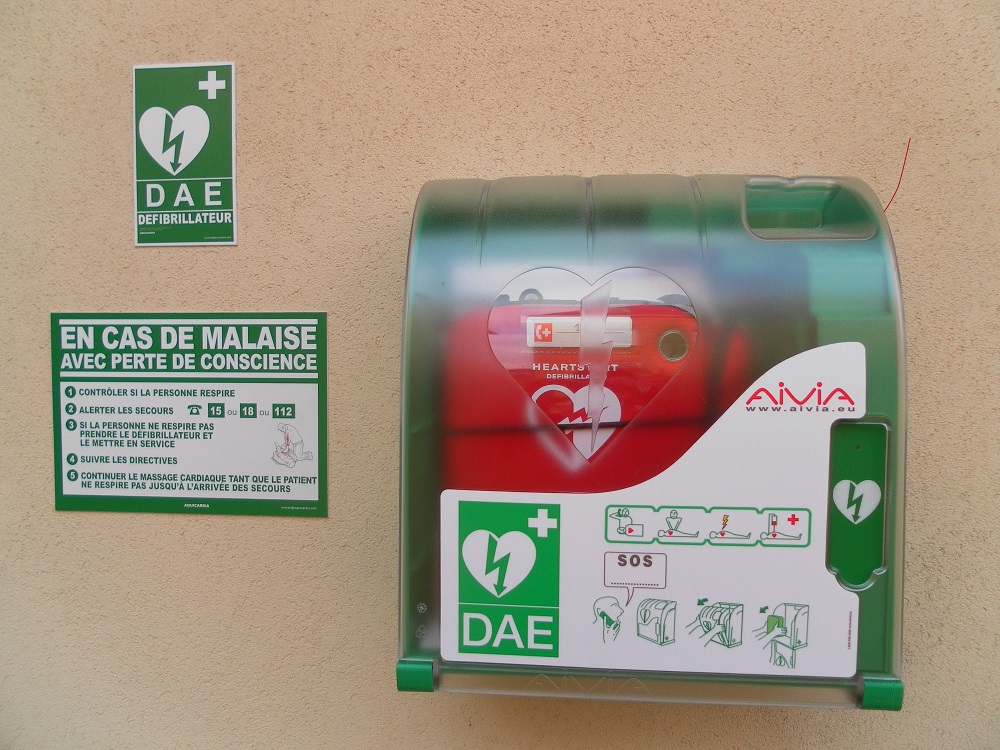 DAE
DEFIBRILLATEUR
EN CAS DE MALAISE
AVEC PERTE DE CONSCIENCE
1 CONTRÔLER SI LA PERSONNE RESPIRE
2 ALERTER LES SECOURS 15 ou 18 ou 112
3 SI LA PERSONNE NE RESPIRE PAS
PRENDRE LE DÉFIBRILLATEUR ET
LE METTRE EN SERVICE
4 SUIVRE LES DIRECTIVES
5 CONTINUER LE MASSAGE CARDIAQUE TANT QUE LE PATIENT
NE RESPIRE PAS JUSQU'À L'ARRIVÉE DES SECOURS
HEARTSTART
DEFIBRILLA
AiViA
www.aivia.eu
SOS
DAE
AiViA